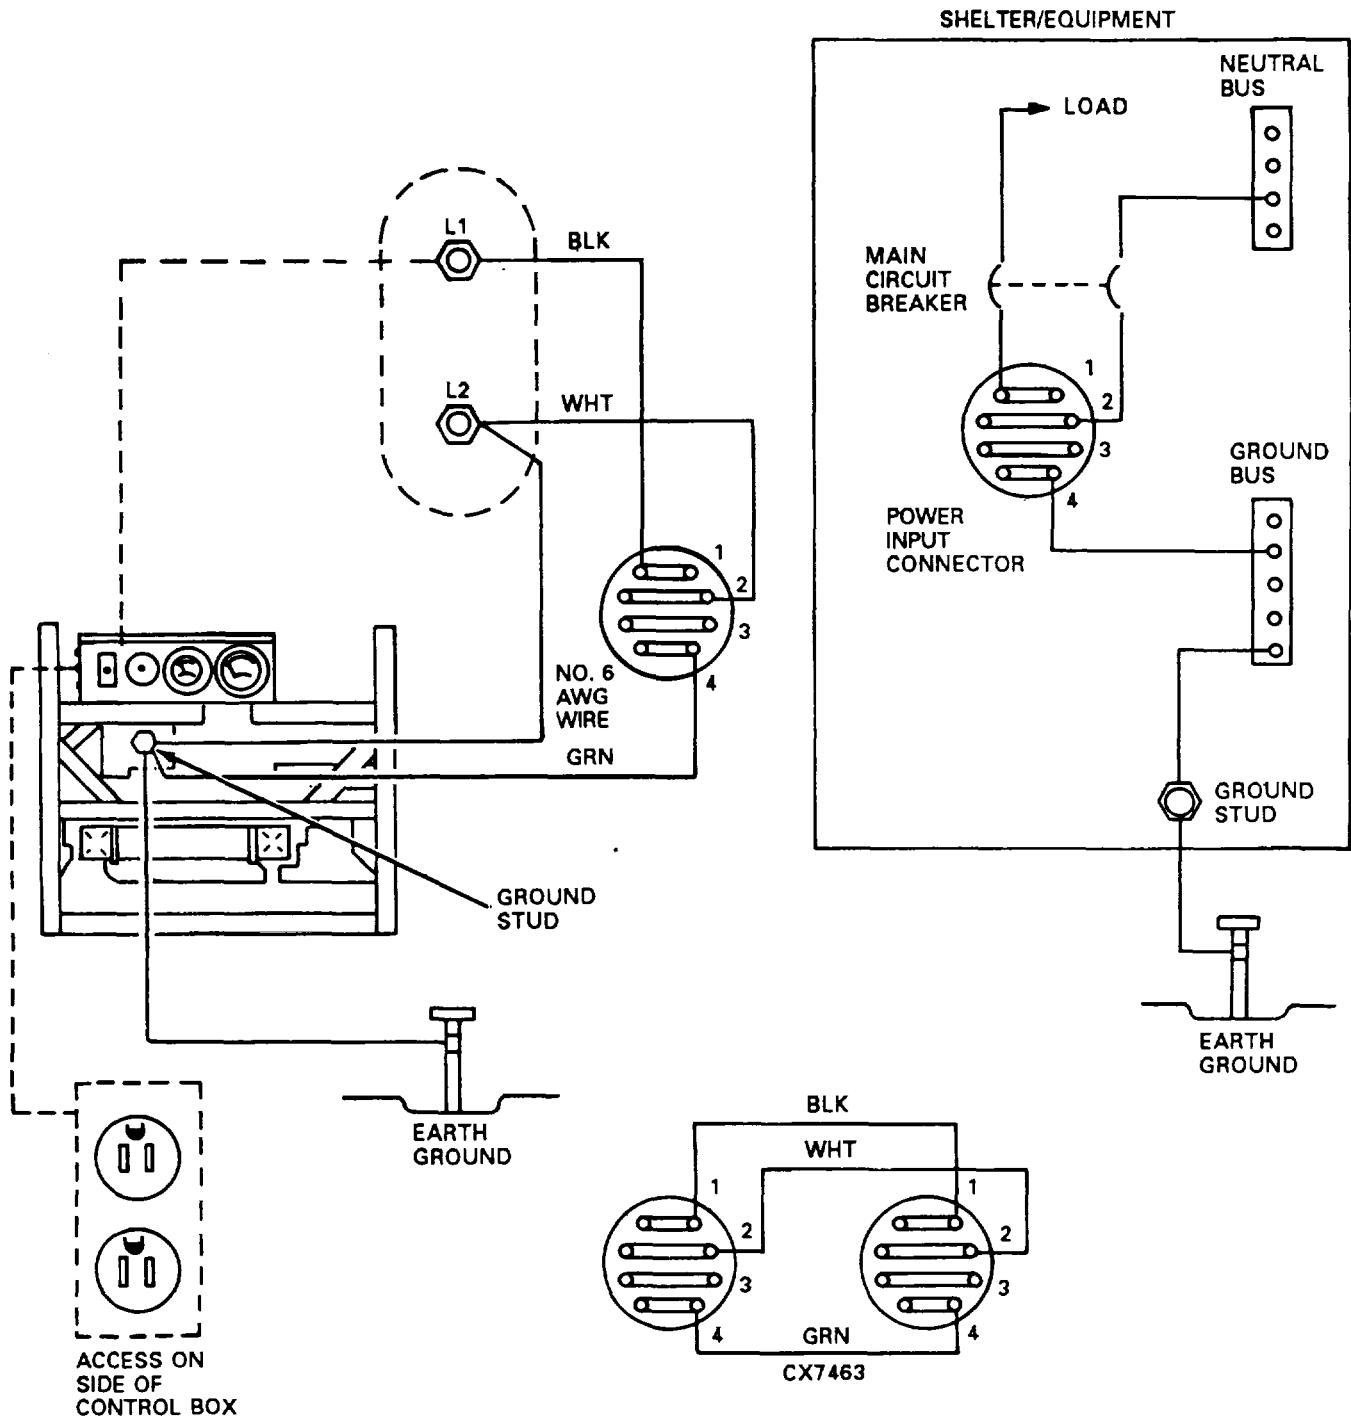 SHELTER/EQUIPMENT
NEUTRAL
BUS
LOAD
MAIN
CIRCUIT
BREAKER
1
2
3
4
GROUND
BUS
POWER
INPUT
CONNECTOR
GROUND
STUD
EARTH
GROUND
L1
BLK
L2
WHT
1
2
3
4
NO. 6
AWG
WIRE
GRN
GROUND
STUD
EARTH
GROUND
ACCESS ON
SIDE OF
CONTROL BOX
BLK
WHT
1
2
3
4
1
2
3
4
GRN
CX7463